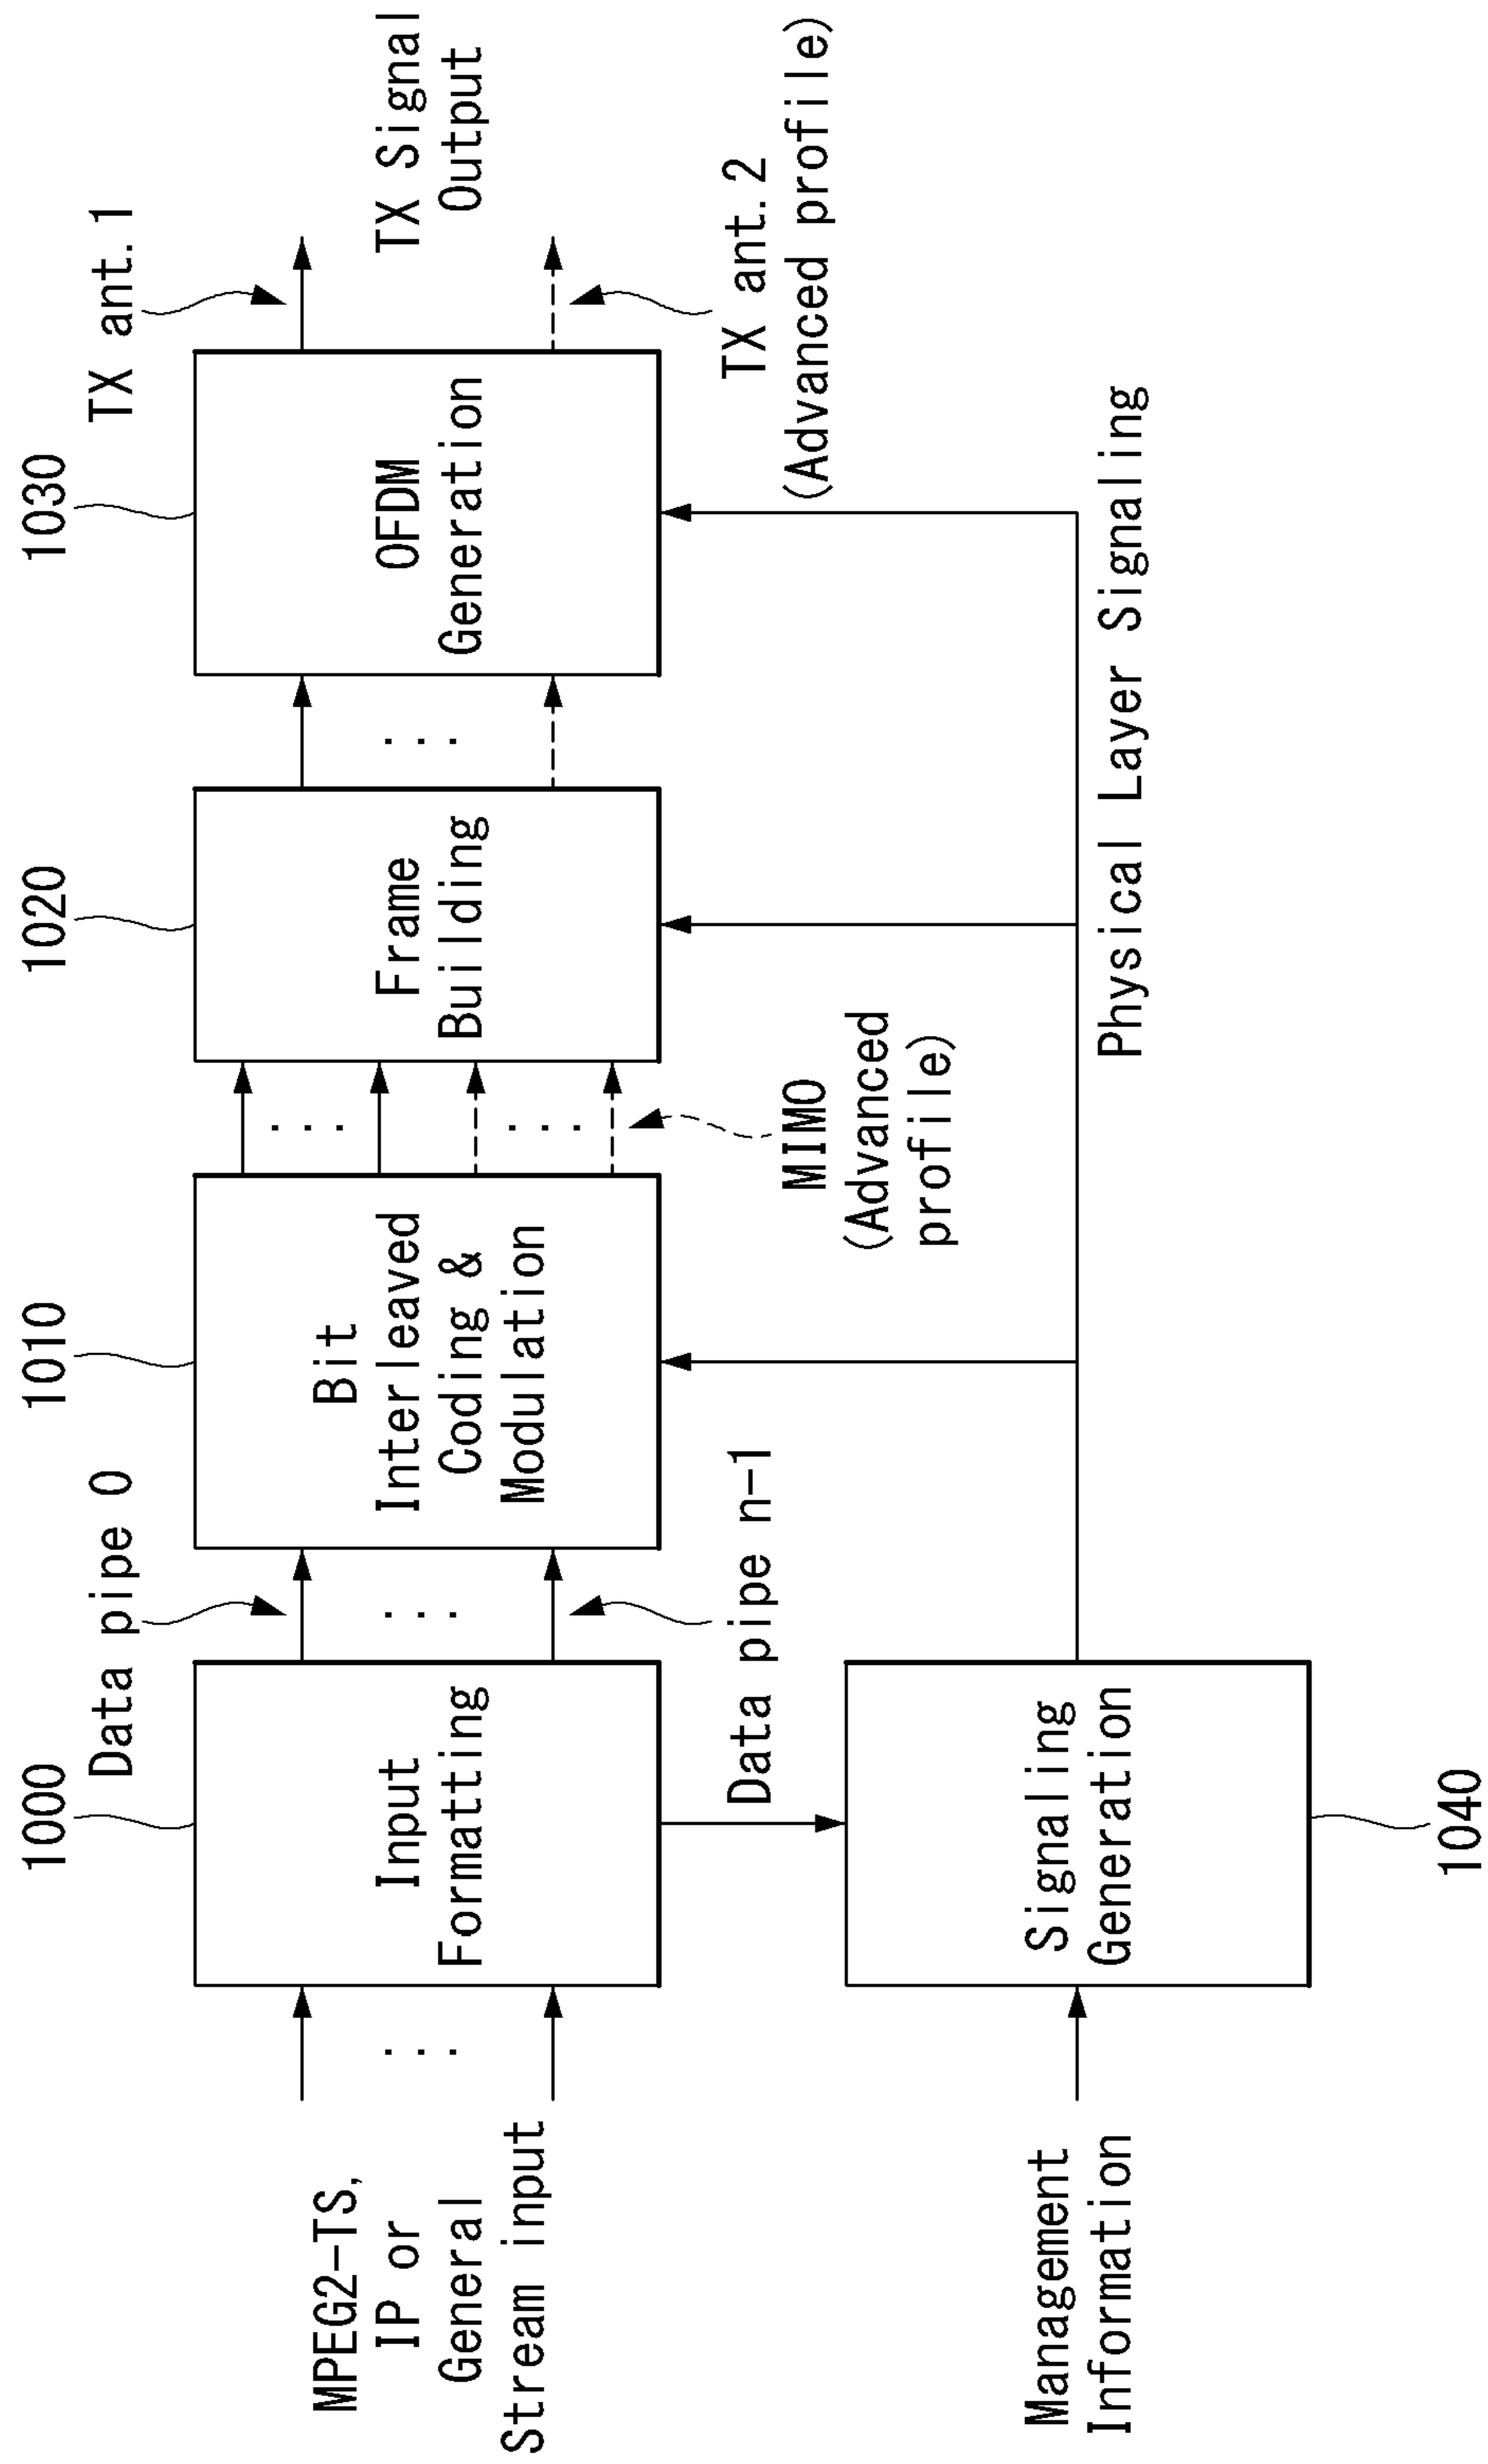 1000
1010
1020
1030
Data pipe 0
TX ant.1
MPEG2-TS,
IP or
General
Stream input
Input
Formatting
Bit
Interleaved
Coding &
Modulation
Frame
Building
OFDM
Generation
TX Signal
Output
Data pipe n-1
MIMO
(Advanced
profile)
TX ant.2
(Advanced profile)
Management
Information
Signaling
Generation
Physical Layer Signaling
1040